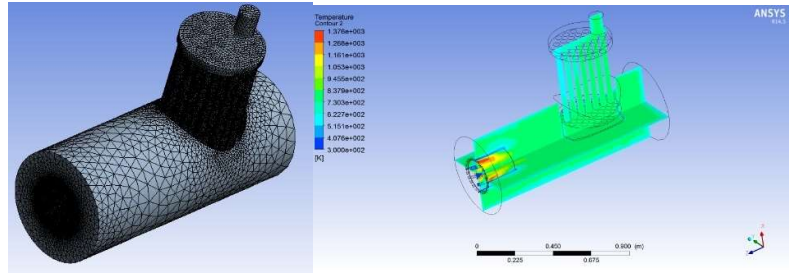 Temperature
Contour 2
1.376e+003
1.268e+003
1.161e+003
1.053e+003
9.455e+002
8.379e+002
7.303e+002
6.227e+002
5.151e+002
4.076e+002
3.000e+002
[K]
ANSYS
R14.5
0 0.450 0.900 (m)
0.225 0.675